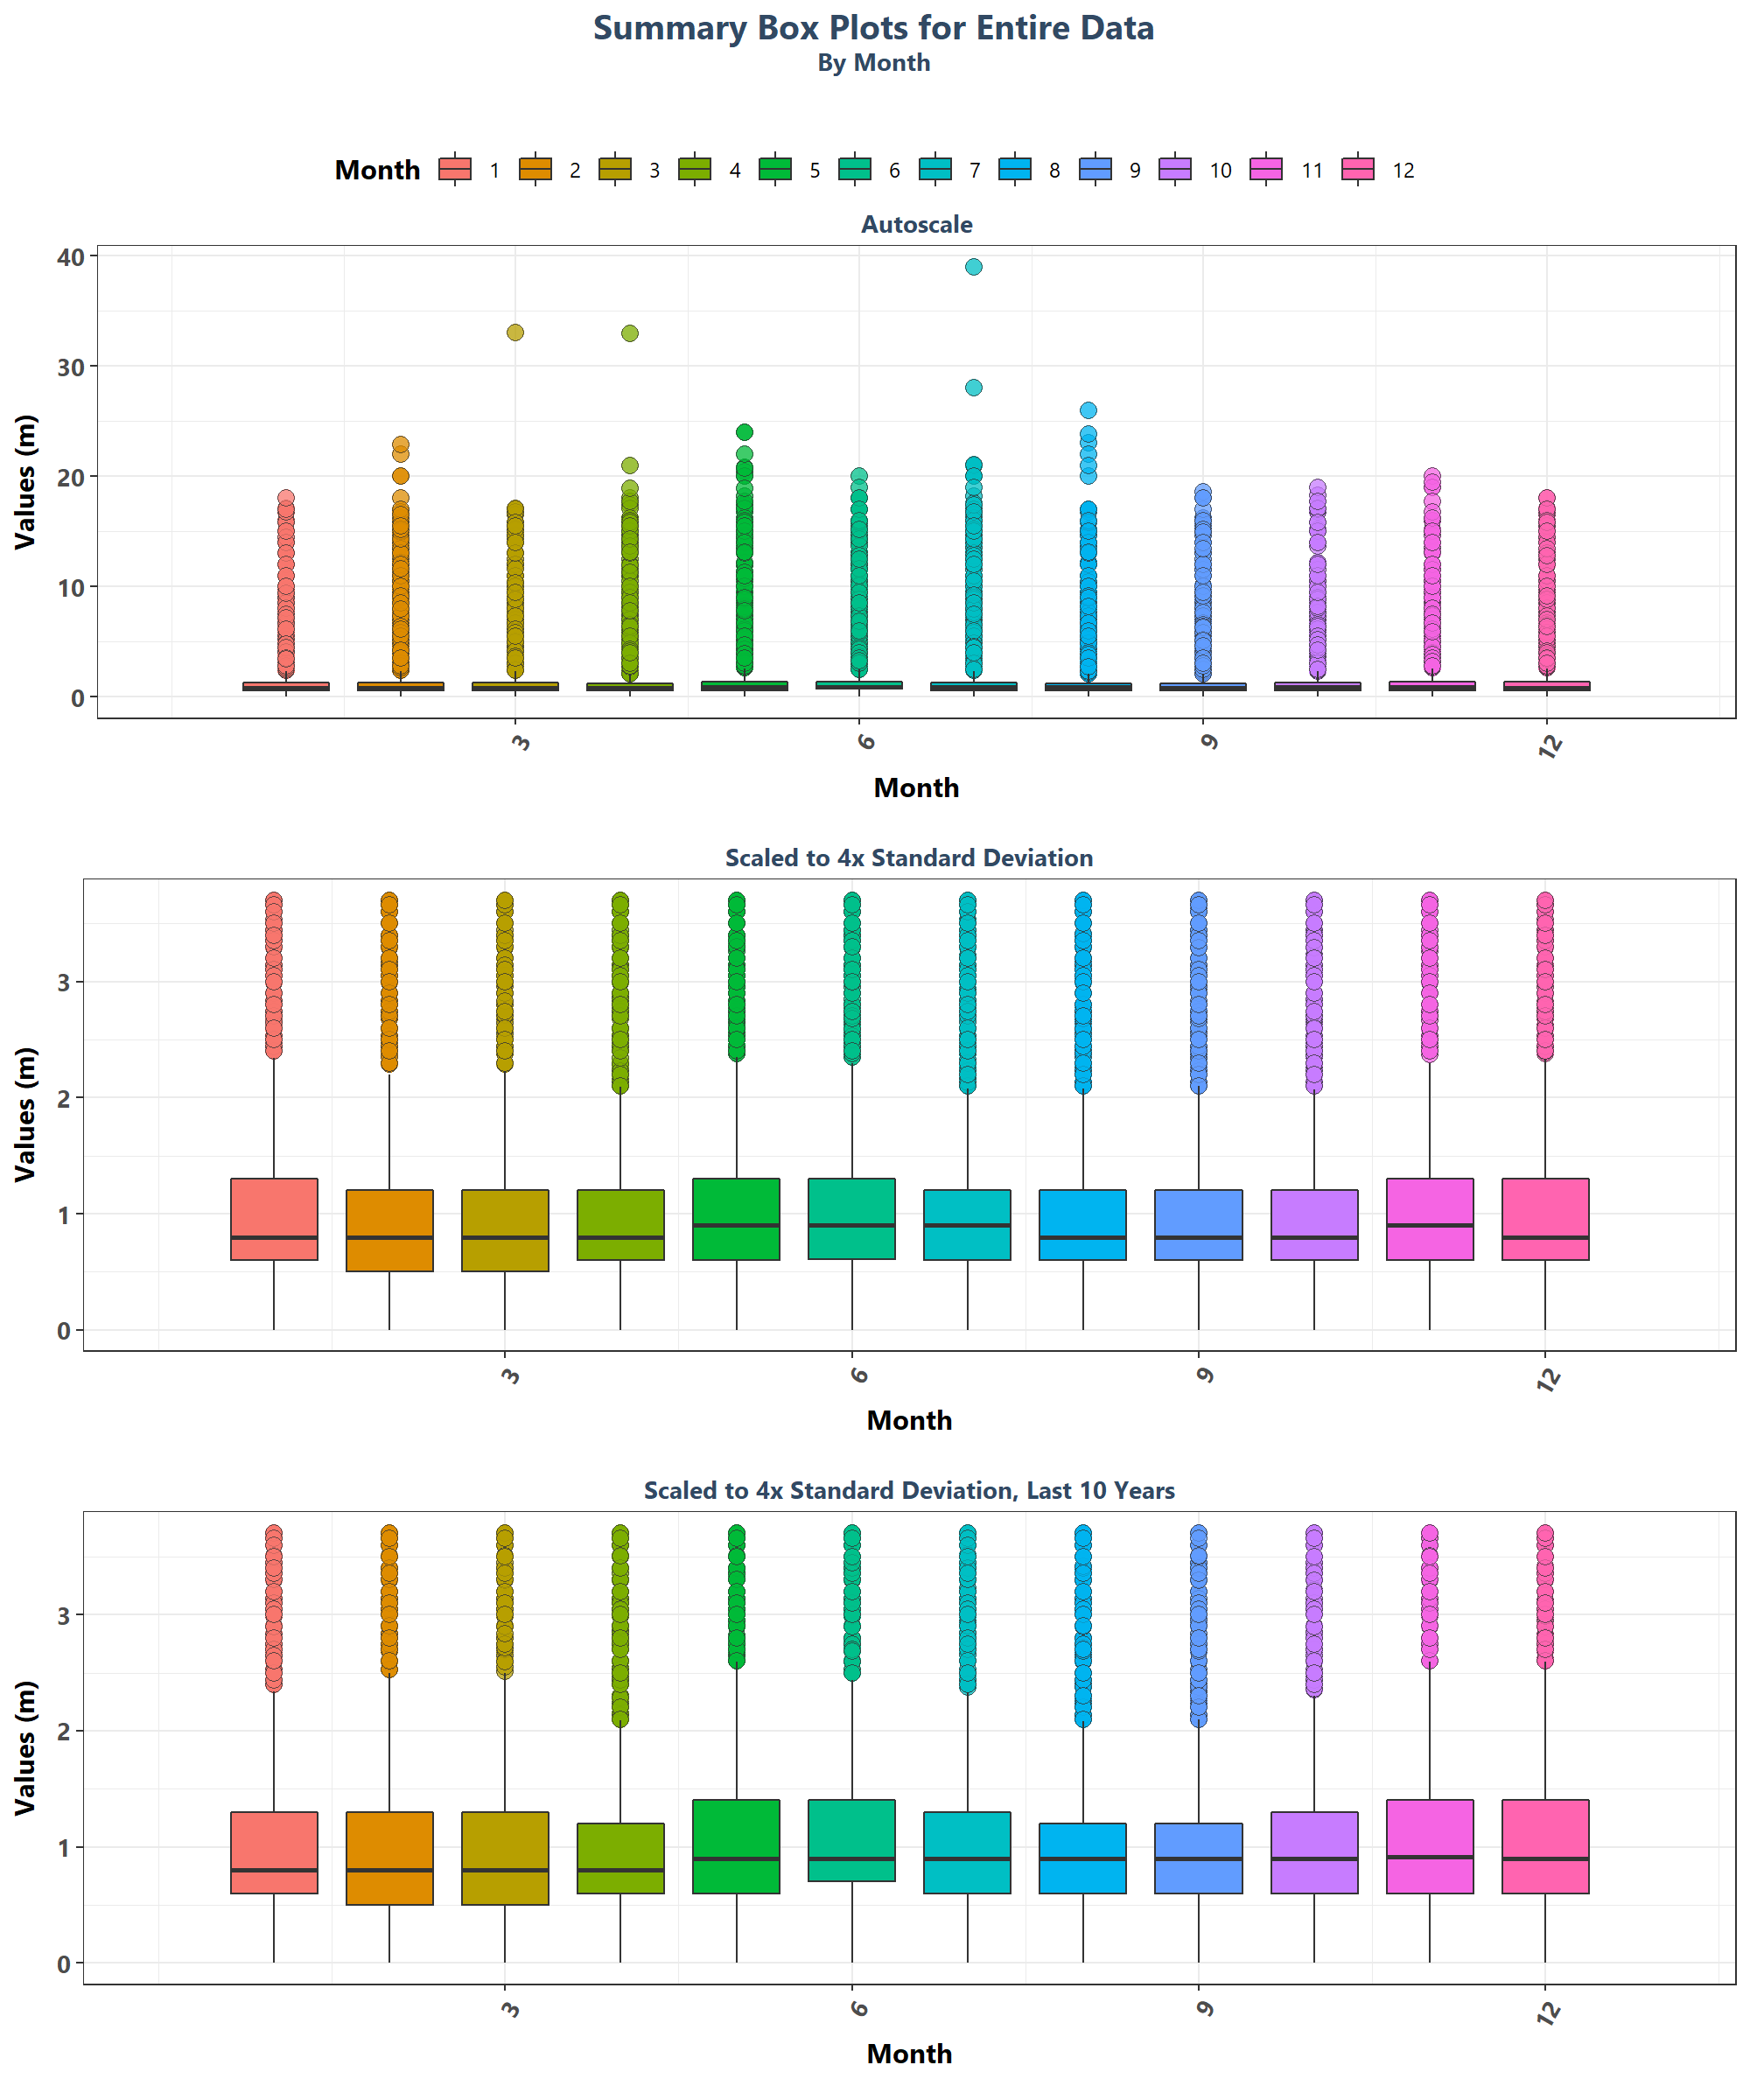 Summary Box Plots for Entire Data
By Month
Month 1 2 3 4 5 6 7 8 9 10 11 12
Autoscale
Values (m)
40
30
20
10
0
3 6 9 12
Month
Scaled to 4x Standard Deviation
Values (m)
3
2
1
0
3 6 9 12
Month
Scaled to 4x Standard Deviation, Last 10 Years
Values (m)
3
2
1
0
3 6 9 12
Month